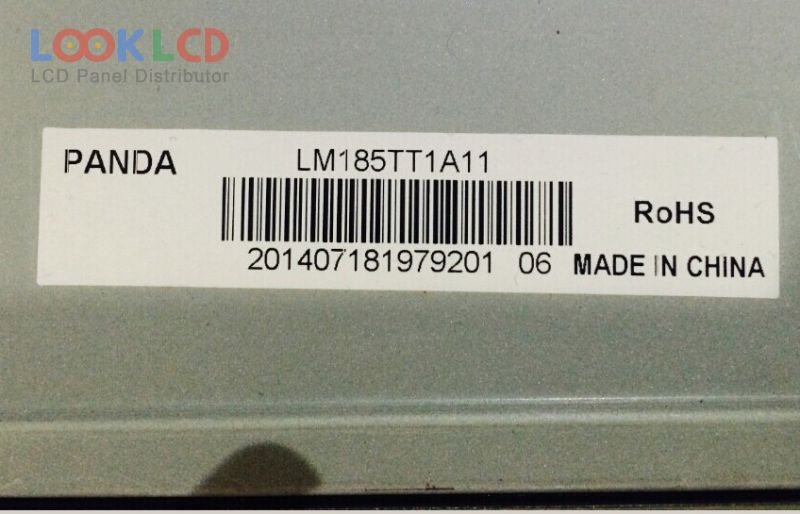 LOOK LCD
LCD Panel Distributor
PANDA
LM185TT1A11
RoHS
201407181979201 06
MADE IN CHINA